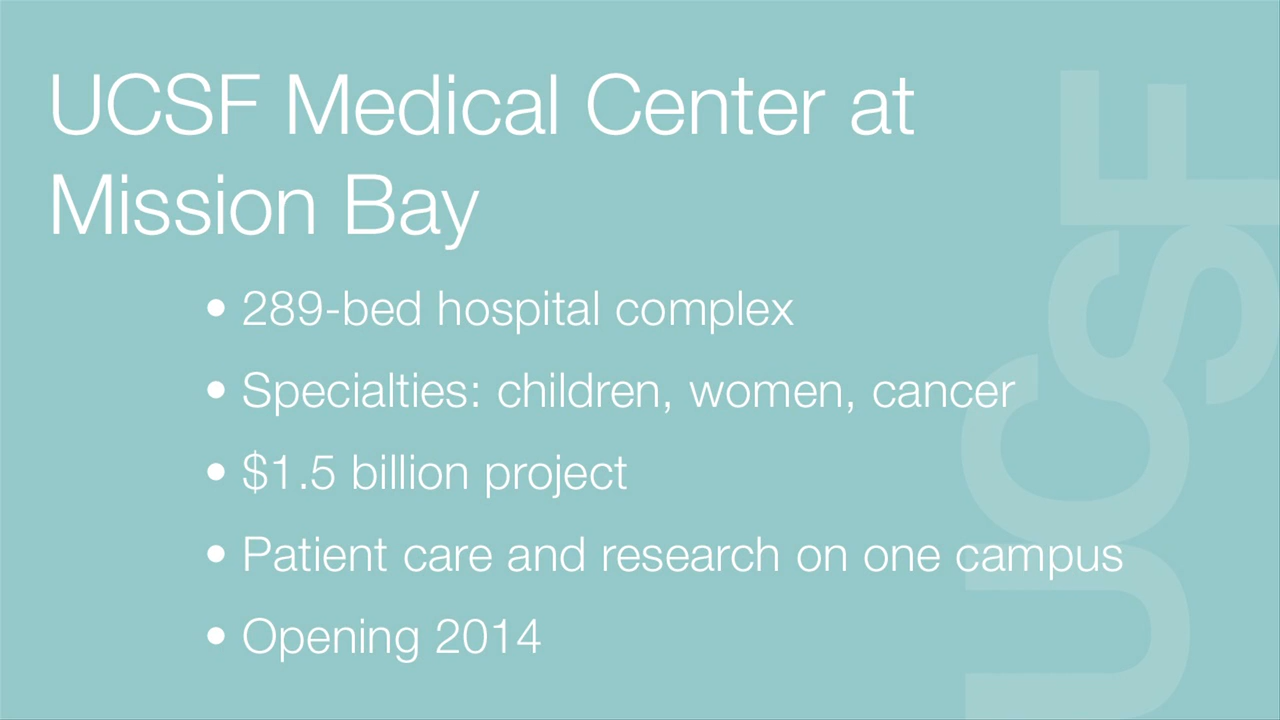 UCSF Medical Center at
Mission Bay
• 289-bed hospital complex
• Specialties: children, women, cancer
• $1.5 billion project
• Patient care and research on one campus
• Opening 2014
UCSF